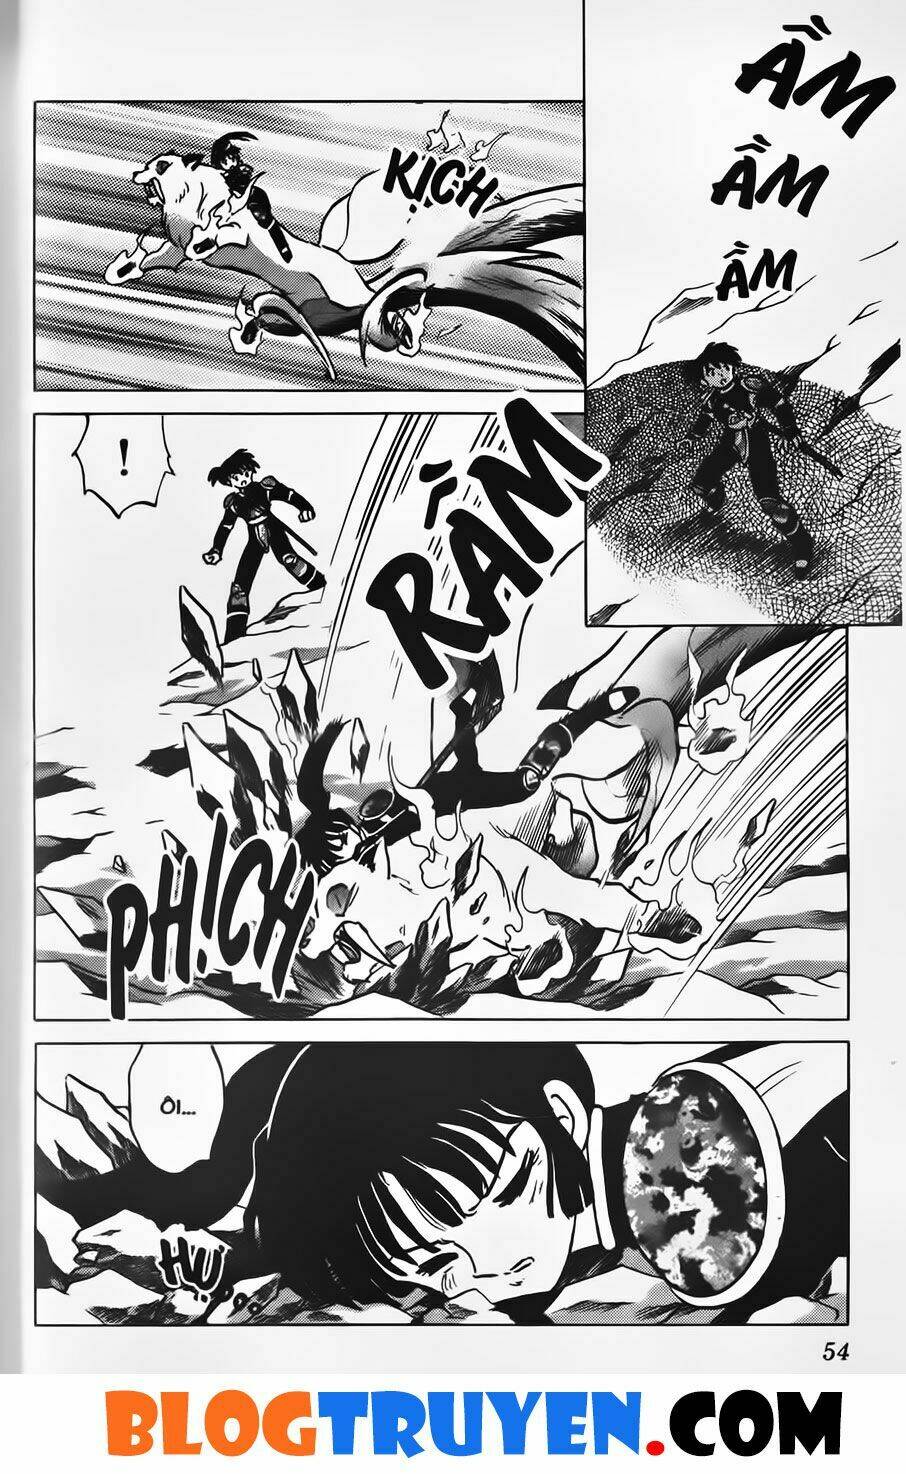 ẦM
ẦM
ẦM
KỊCH
!
RẦM
PHỊCH
ÔI...
HỰ...
54
BLOGTRUYEN.COM